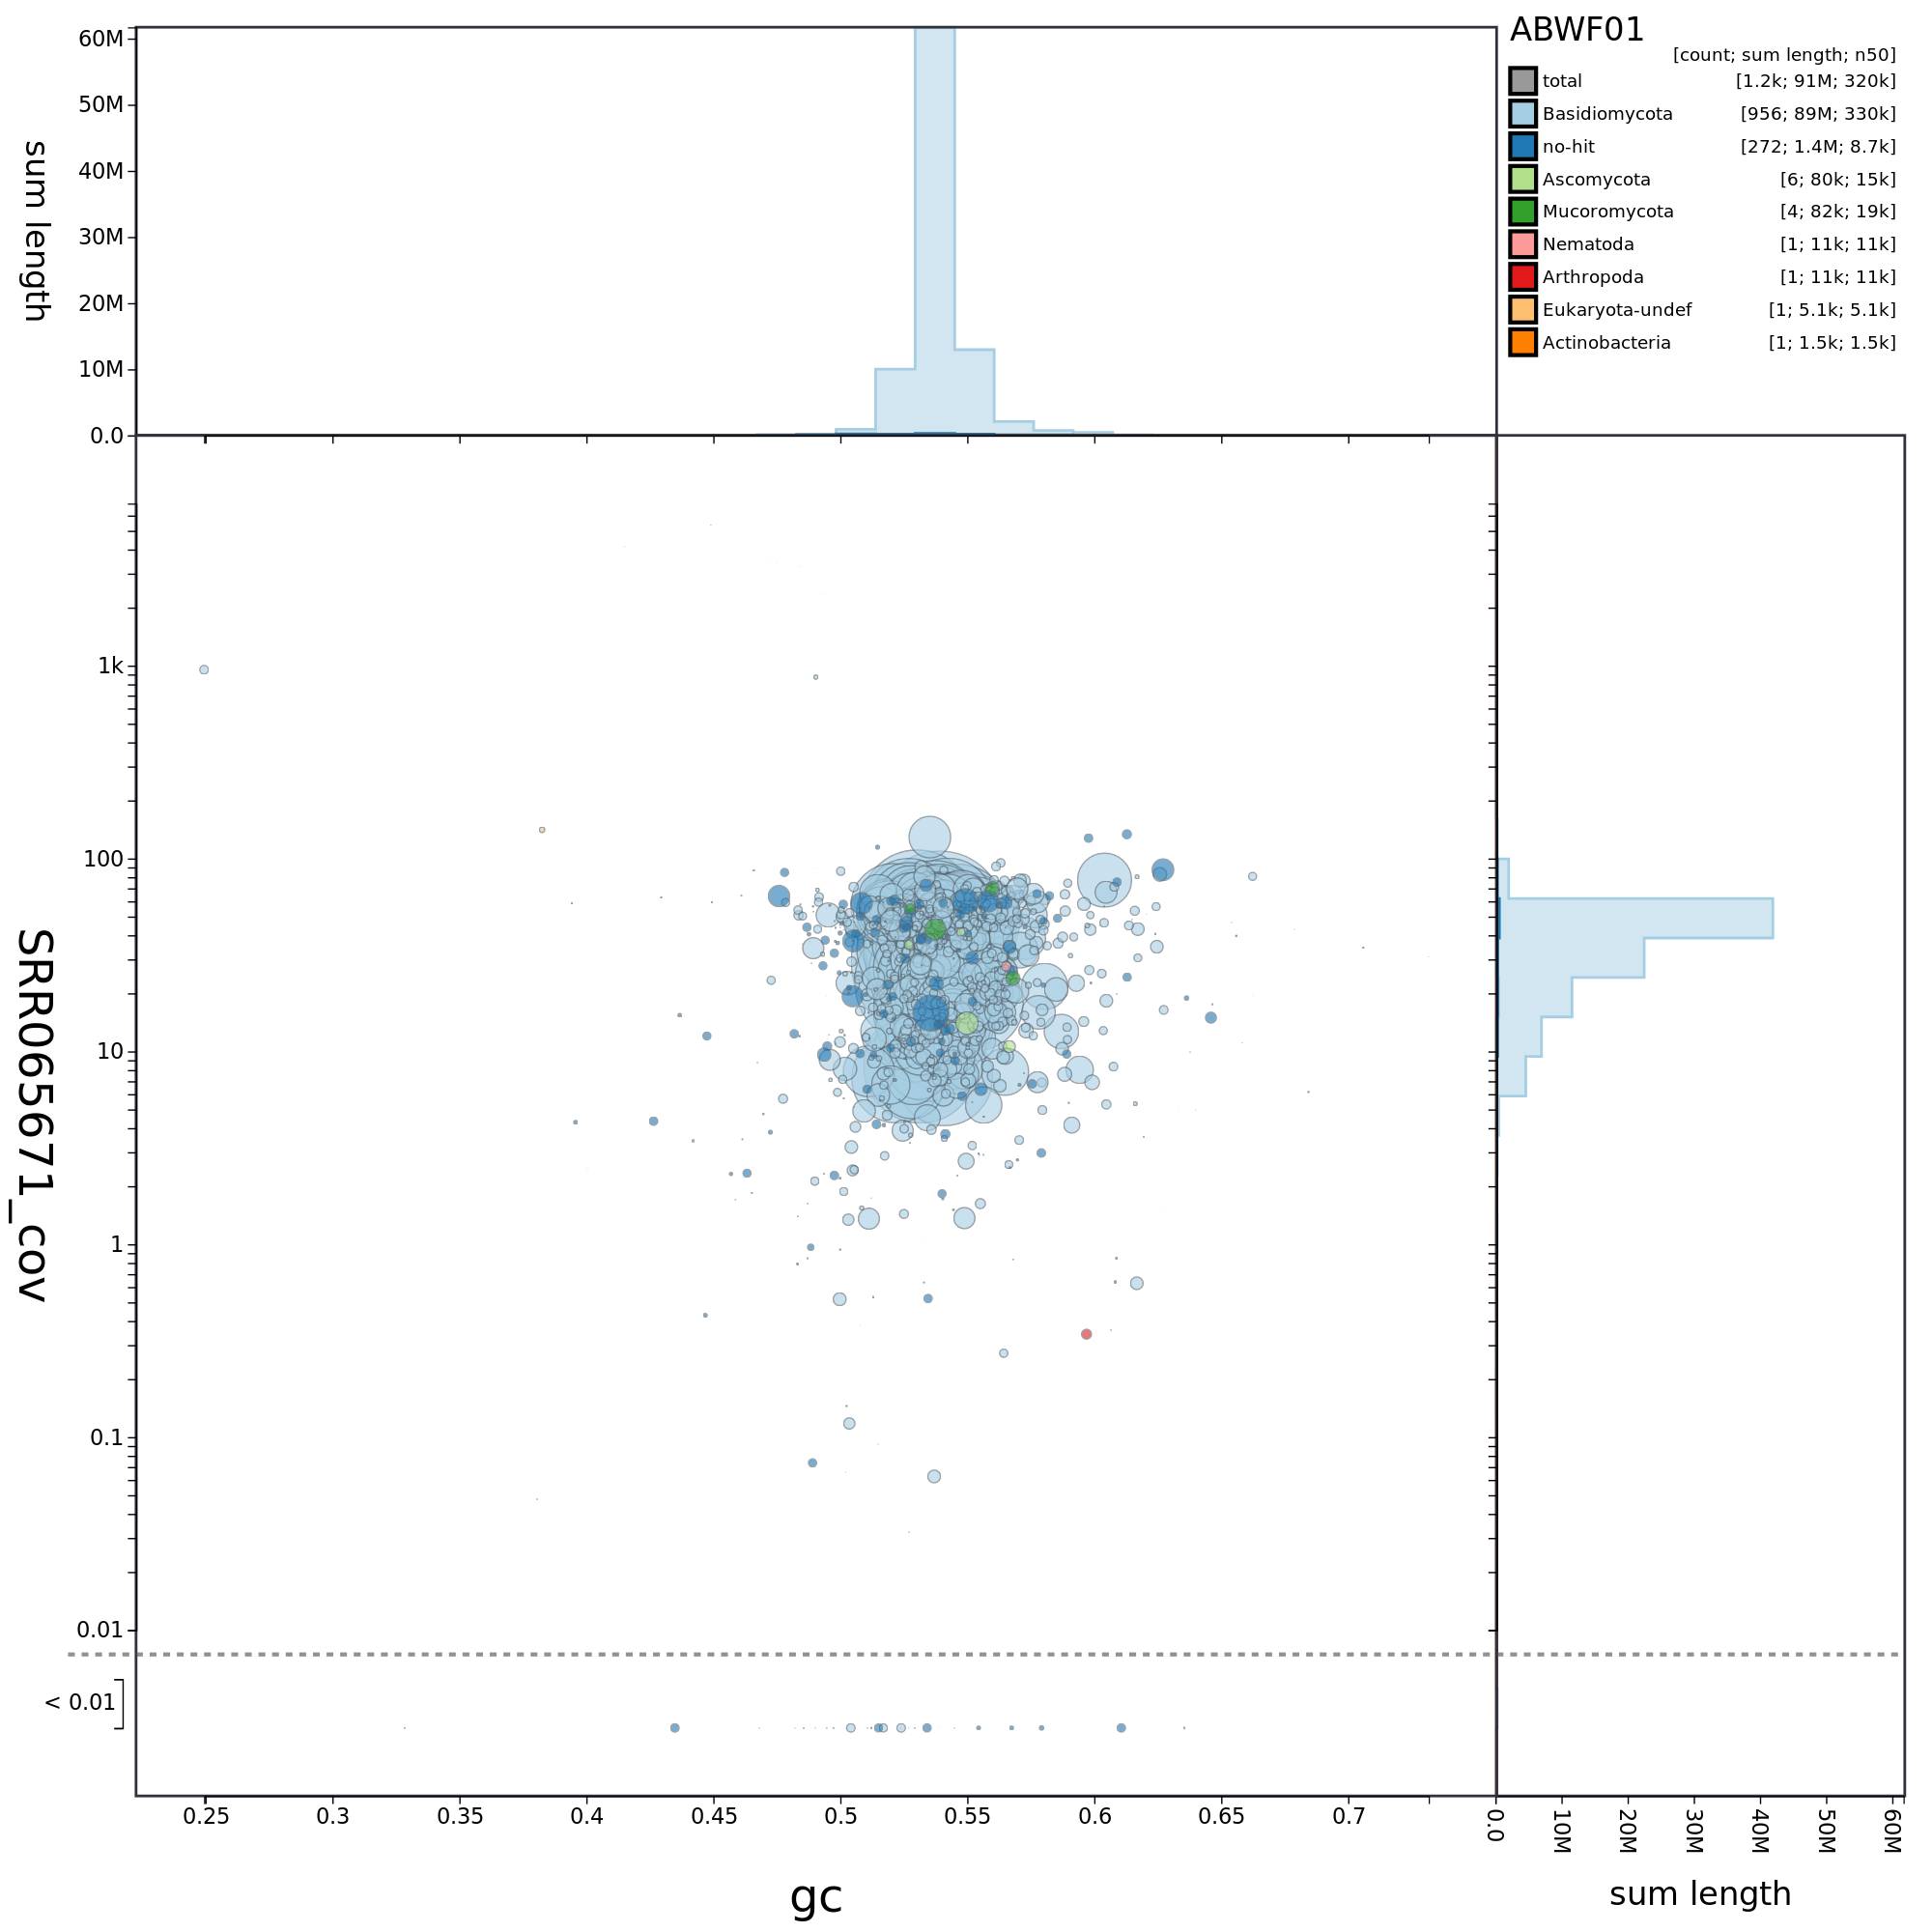 ABWF01
[count; sum length; n50]
total [1.2k; 91M; 320k]
Basidiomycota [956; 89M; 330k]
no-hit [272; 1.4M; 8.7k]
Ascomycota [6; 80k; 15k]
Mucoromycota [4; 82k; 19k]
Nematoda [1; 11k; 11k]
Arthropoda [1; 11k; 11k]
Eukaryota-undef [1; 5.1k; 5.1k]
Actinobacteria [1; 1.5k; 1.5k]
sum length
60M
50M
40M
30M
20M
10M
0.0
SRR065671_cov
1k
100
10
1
0.1
0.01
< 0.01
0.25 0.3 0.35 0.4 0.45 0.5 0.55 0.6 0.65 0.7
gc
0.0 10M 20M 30M 40M 50M 60M
sum length